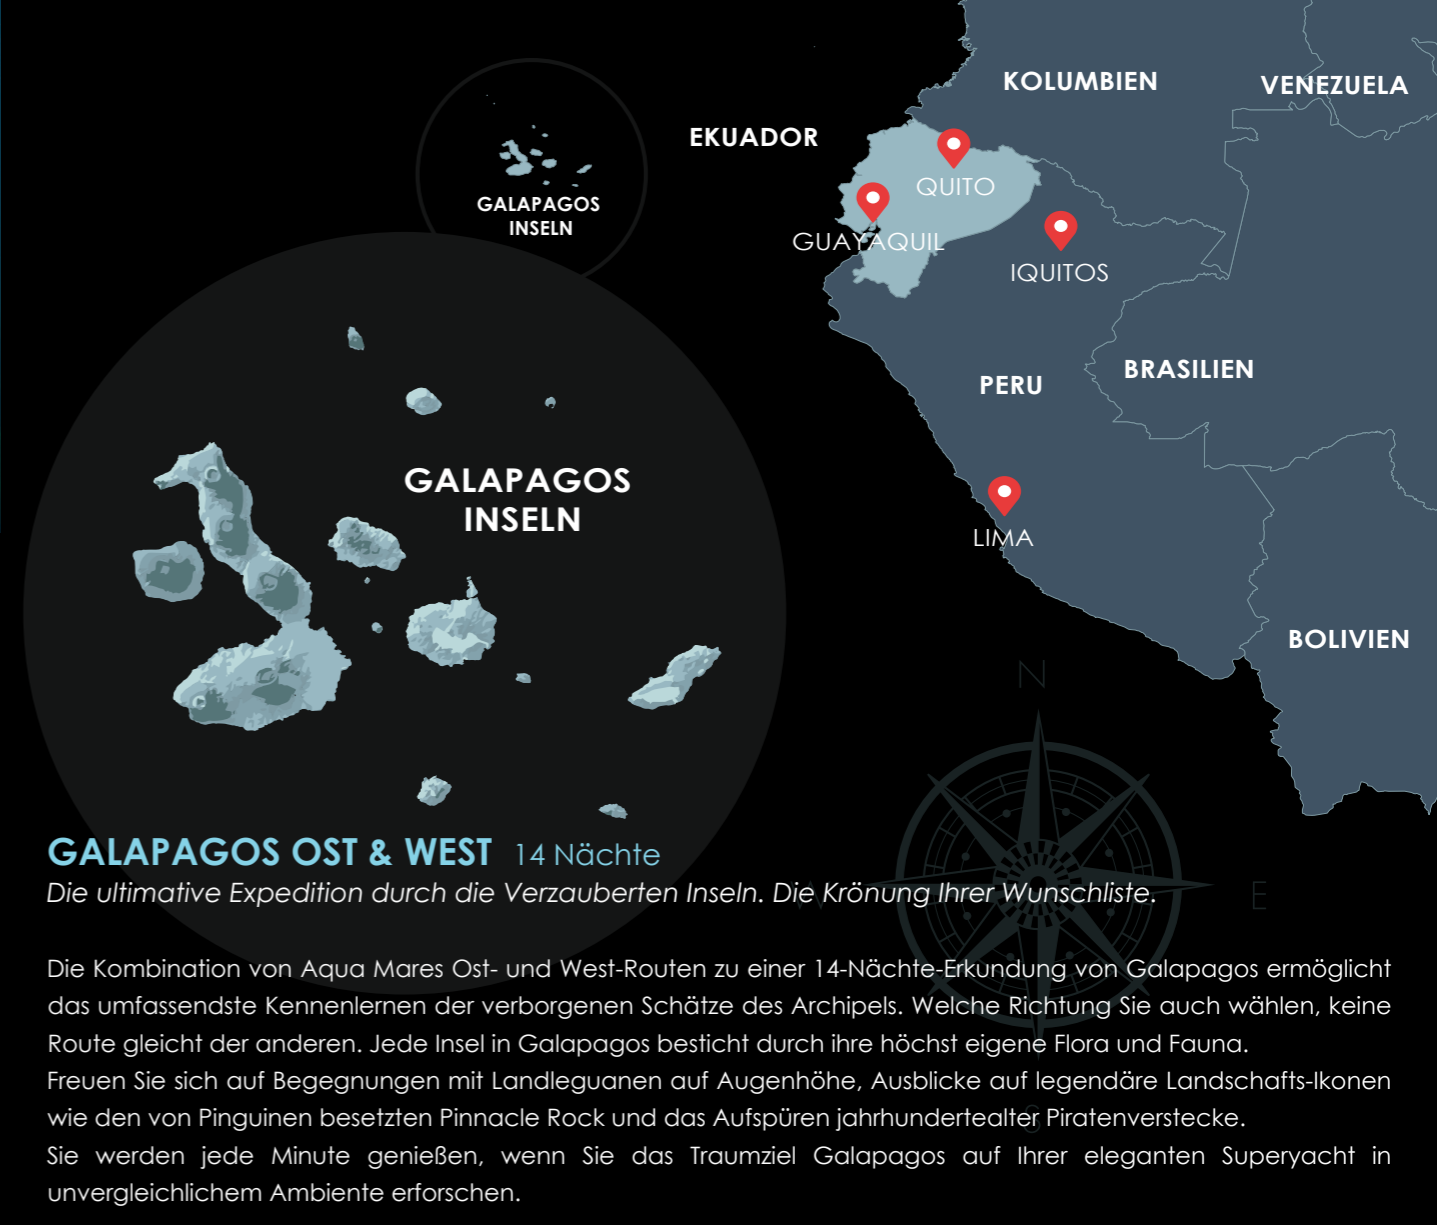 KOLUMBIEN
VENEZUELA
EKUADOR
QUITO
GALAPAGOS
INSELN
GUAYAQUIL
IQUITOS
PERU
BRASILIEN
GALAPAGOS
INSELN
LIMA
BOLIVIEN
N
GALAPAGOS OST & WEST 14 Nächte
Die ultimative Expedition durch die Verzauberten Inseln. Die Krönung Ihrer Wunschliste.
W
E
Die Kombination von Aqua Mares Ost- und West-Routen zu einer 14-Nächte-Erkundung von Galapagos ermöglicht
das umfassendste Kennenlernen der verborgenen Schätze des Archipels. Welche Richtung Sie auch wählen, keine
Route gleicht der anderen. Jede Insel in Galapagos besticht durch ihre höchst eigene Flora und Fauna.
Freuen Sie sich auf Begegnungen mit Landleguanen auf Augenhöhe, Ausblicke auf legendäre Landschafts-Ikonen
wie den von Pinguinen besetzten Pinnacle Rock und das Aufspüren jahrhundertealter Piratenverstecke.
S
Sie werden jede Minute genießen, wenn Sie das Traumziel Galapagos auf Ihrer eleganten Superyacht in
unvergleichlichem Ambiente erforschen.